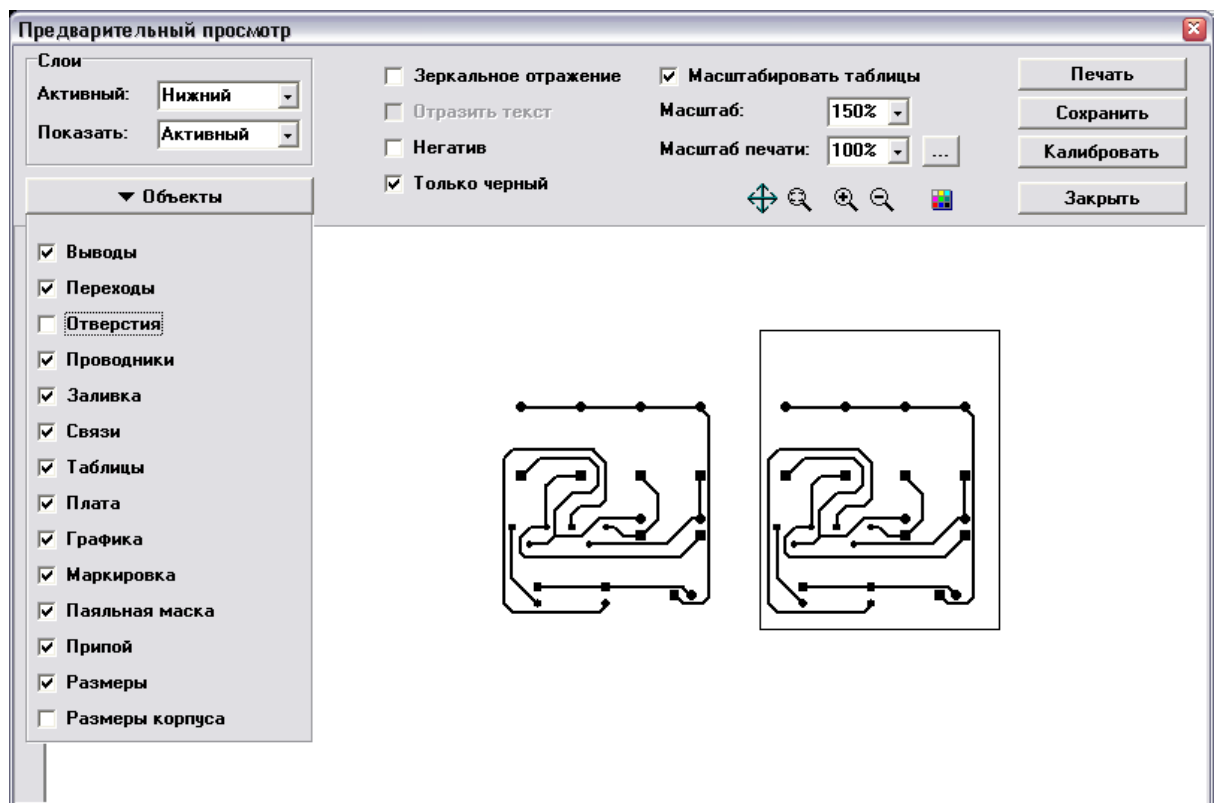 Предварительный просмотр
Слои
Активный: Нижний
Показать: Активный
Объекты
Зеркальное отражение
Отразить текст
Негатив
Только черный
Масштабировать таблицы
Масштаб: 150%
Масштаб печати: 100% ...
Печать
Сохранить
Калибровать
Закрыть
Выводы
Переходы
Отверстия
Проводники
Заливка
Связи
Таблицы
Плата
Графика
Маркировка
Паяльная маска
Припой
Размеры
Размеры корпуса